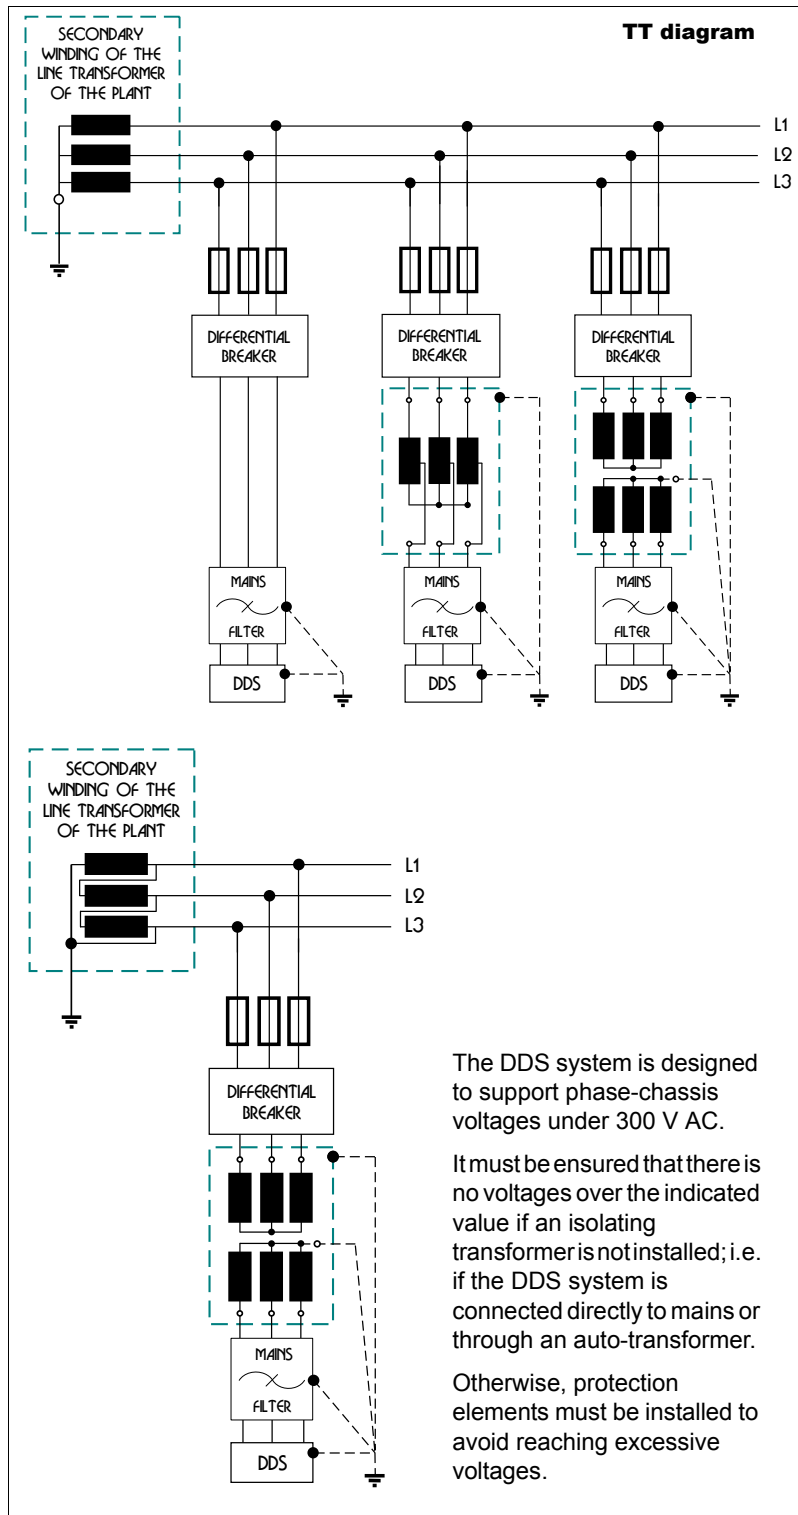 TT diagram
SECONDARY
WINDING OF THE
LINE TRANSFORMER
OF THE PLANT
L1
L2
L3
DIFFERENTIAL
BREAKER
DIFFERENTIAL
BREAKER
DIFFERENTIAL
BREAKER
MAINS
FILTER
MAINS
FILTER
MAINS
FILTER
DDS
DDS
DDS
SECONDARY
WINDING OF THE
LINE TRANSFORMER
OF THE PLANT
L1
L2
L3
DIFFERENTIAL
BREAKER
MAINS
FILTER
DDS
The DDS system is designed
to support phase-chassis
voltages under 300 V AC.
It must be ensured that there is
no voltages over the indicated
value if an isolating
transformer is not installed; i.e.
if the DDS system is
connected directly to mains or
through an auto-transformer.
Otherwise, protection
elements must be installed to
avoid reaching excessive
voltages.